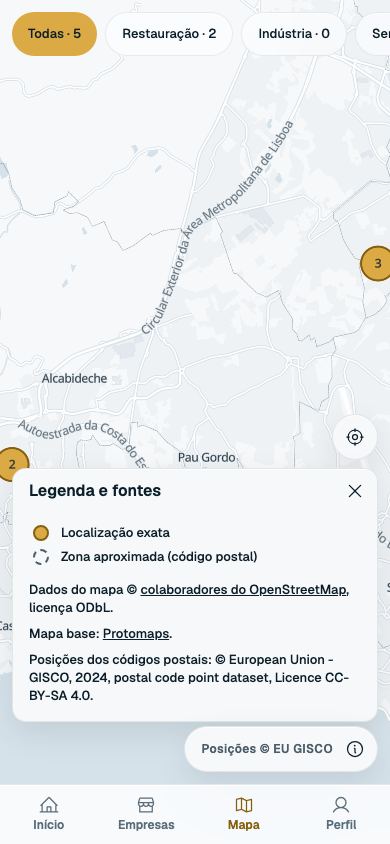 Todas · 5
Restauração · 2
Indústria · 0
Circular Exterior da Área Metropolitana de Lisboa
3
Alcabideche
Autoestrada da Costa do Es
2
Pau Gordo
Legenda e fontes
Localização exata
Zona aproximada (código postal)
Dados do mapa © colaboradores do OpenStreetMap,
licença ODbL.
Mapa base: Protomaps.
Posições dos códigos postais: © European Union -
GISCO, 2024, postal code point dataset, Licence CC-
BY-SA 4.0.
Posições © EU GISCO
Início
Empresas
Mapa
Perfil